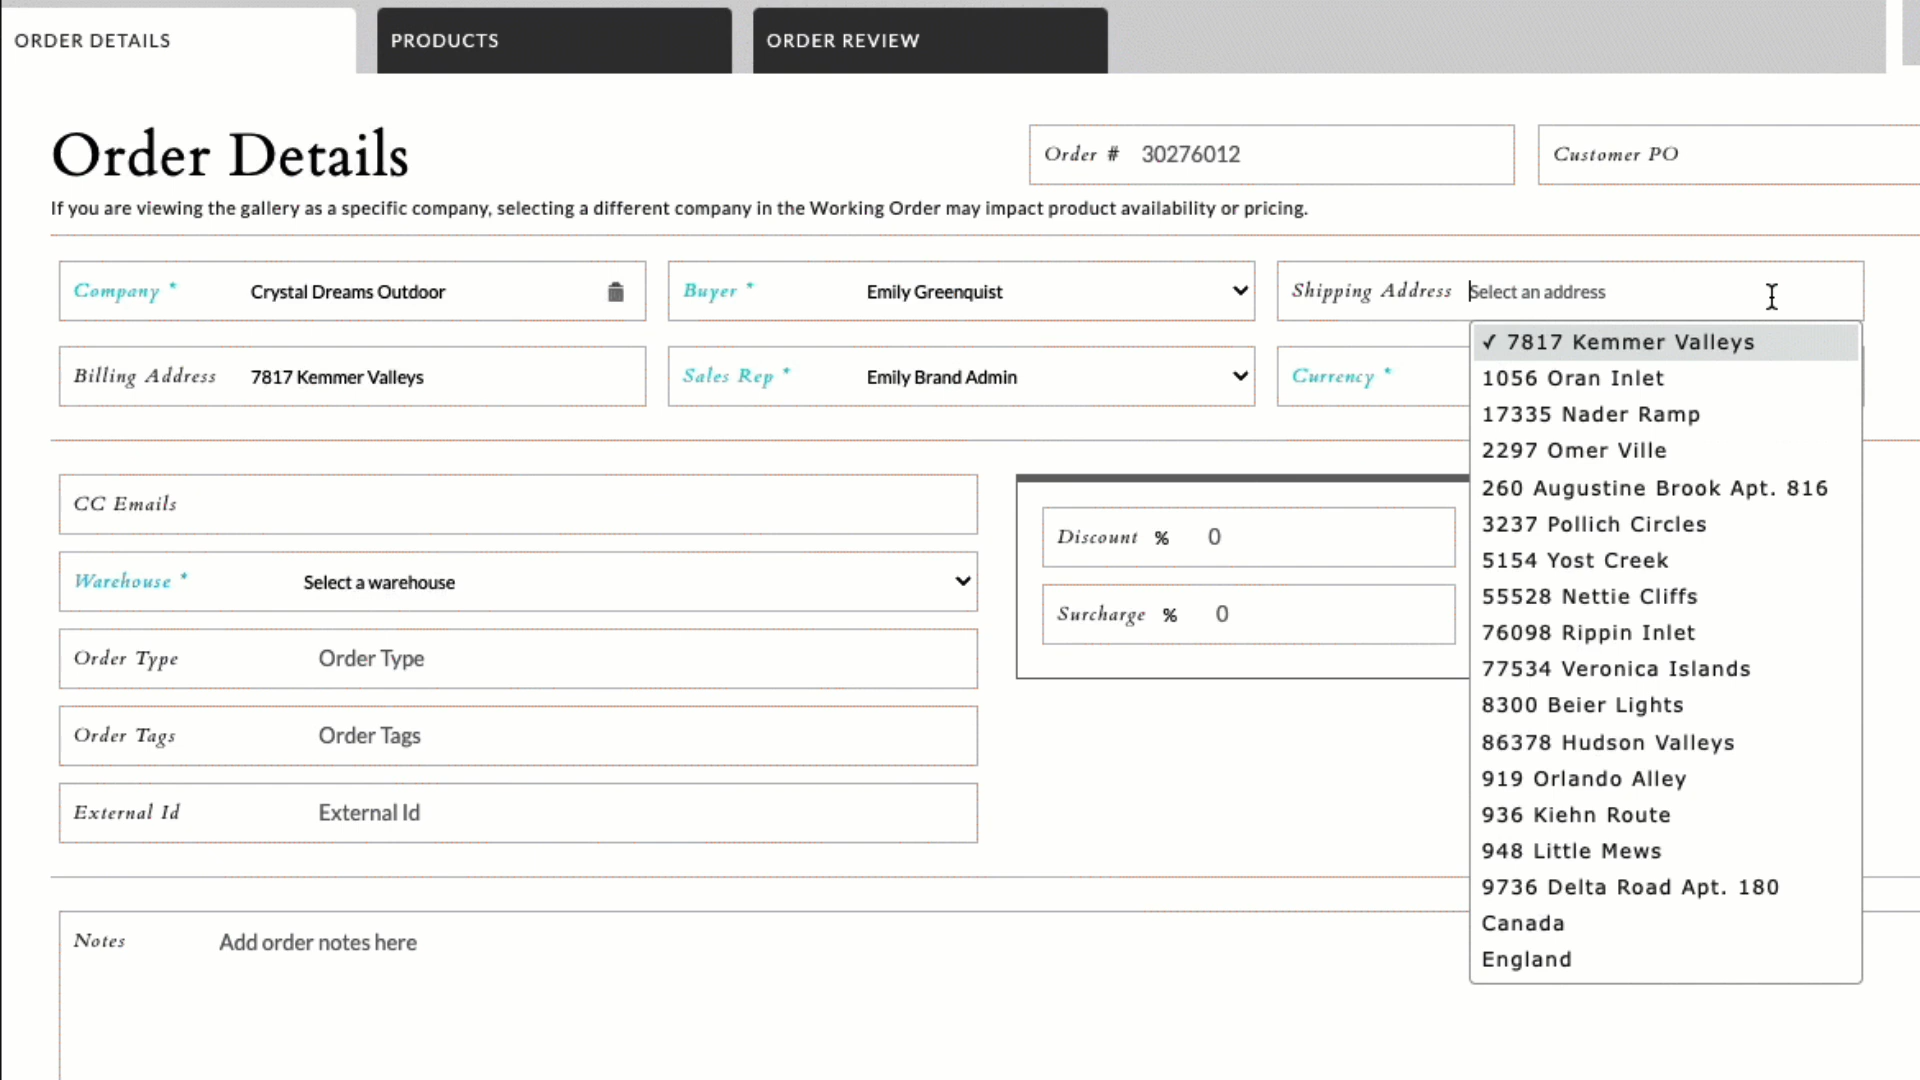 ORDER DETAILS
PRODUCTS
ORDER REVIEW
Order Details
Order # 30276012
Customer PO
If you are viewing the gallery as a specific company, selecting a different company in the Working Order may impact product availability or pricing.
Company * Crystal Dreams Outdoor
Buyer * Emily Greenquist
Shipping Address Select an address
Billing Address 7817 Kemmer Valleys
Sales Rep * Emily Brand Admin
Currency *
✓ 7817 Kemmer Valleys
1056 Oran Inlet
17335 Nader Ramp
2297 Omer Ville
260 Augustine Brook Apt. 816
3237 Pollich Circles
5154 Yost Creek
55528 Nettie Cliffs
76098 Rippin Inlet
77534 Veronica Islands
8300 Beier Lights
86378 Hudson Valleys
919 Orlando Alley
936 Kiehn Route
948 Little Mews
9736 Delta Road Apt. 180
Canada
England
CC Emails
Warehouse * Select a warehouse
Order Type Order Type
Order Tags Order Tags
External Id External Id
Discount % 0
Surcharge % 0
Notes Add order notes here